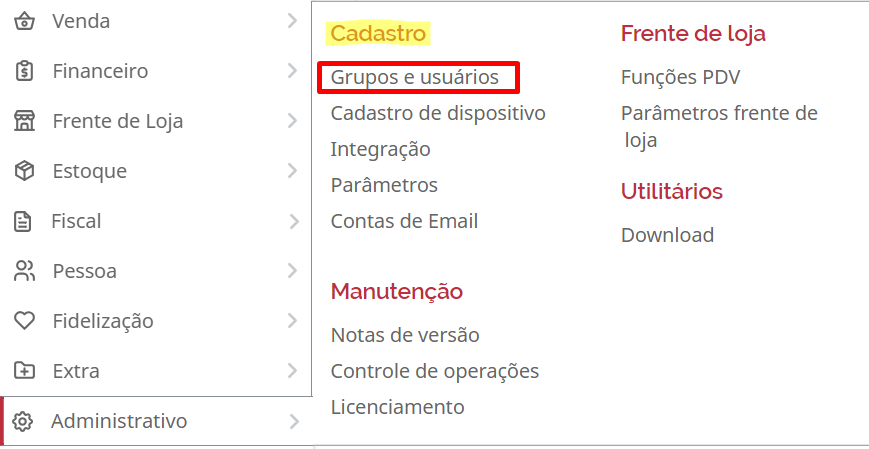 Venda
Financeiro
Frente de Loja
Estoque
Fiscal
Pessoa
Fidelização
Extra
Administrativo
Cadastro
Grupos e usuários
Cadastro de dispositivo
Integração
Parâmetros
Contas de Email
Manutenção
Notas de versão
Controle de operações
Licenciamento
Frente de loja
Funções PDV
Parâmetros frente de
loja
Utilitários
Download